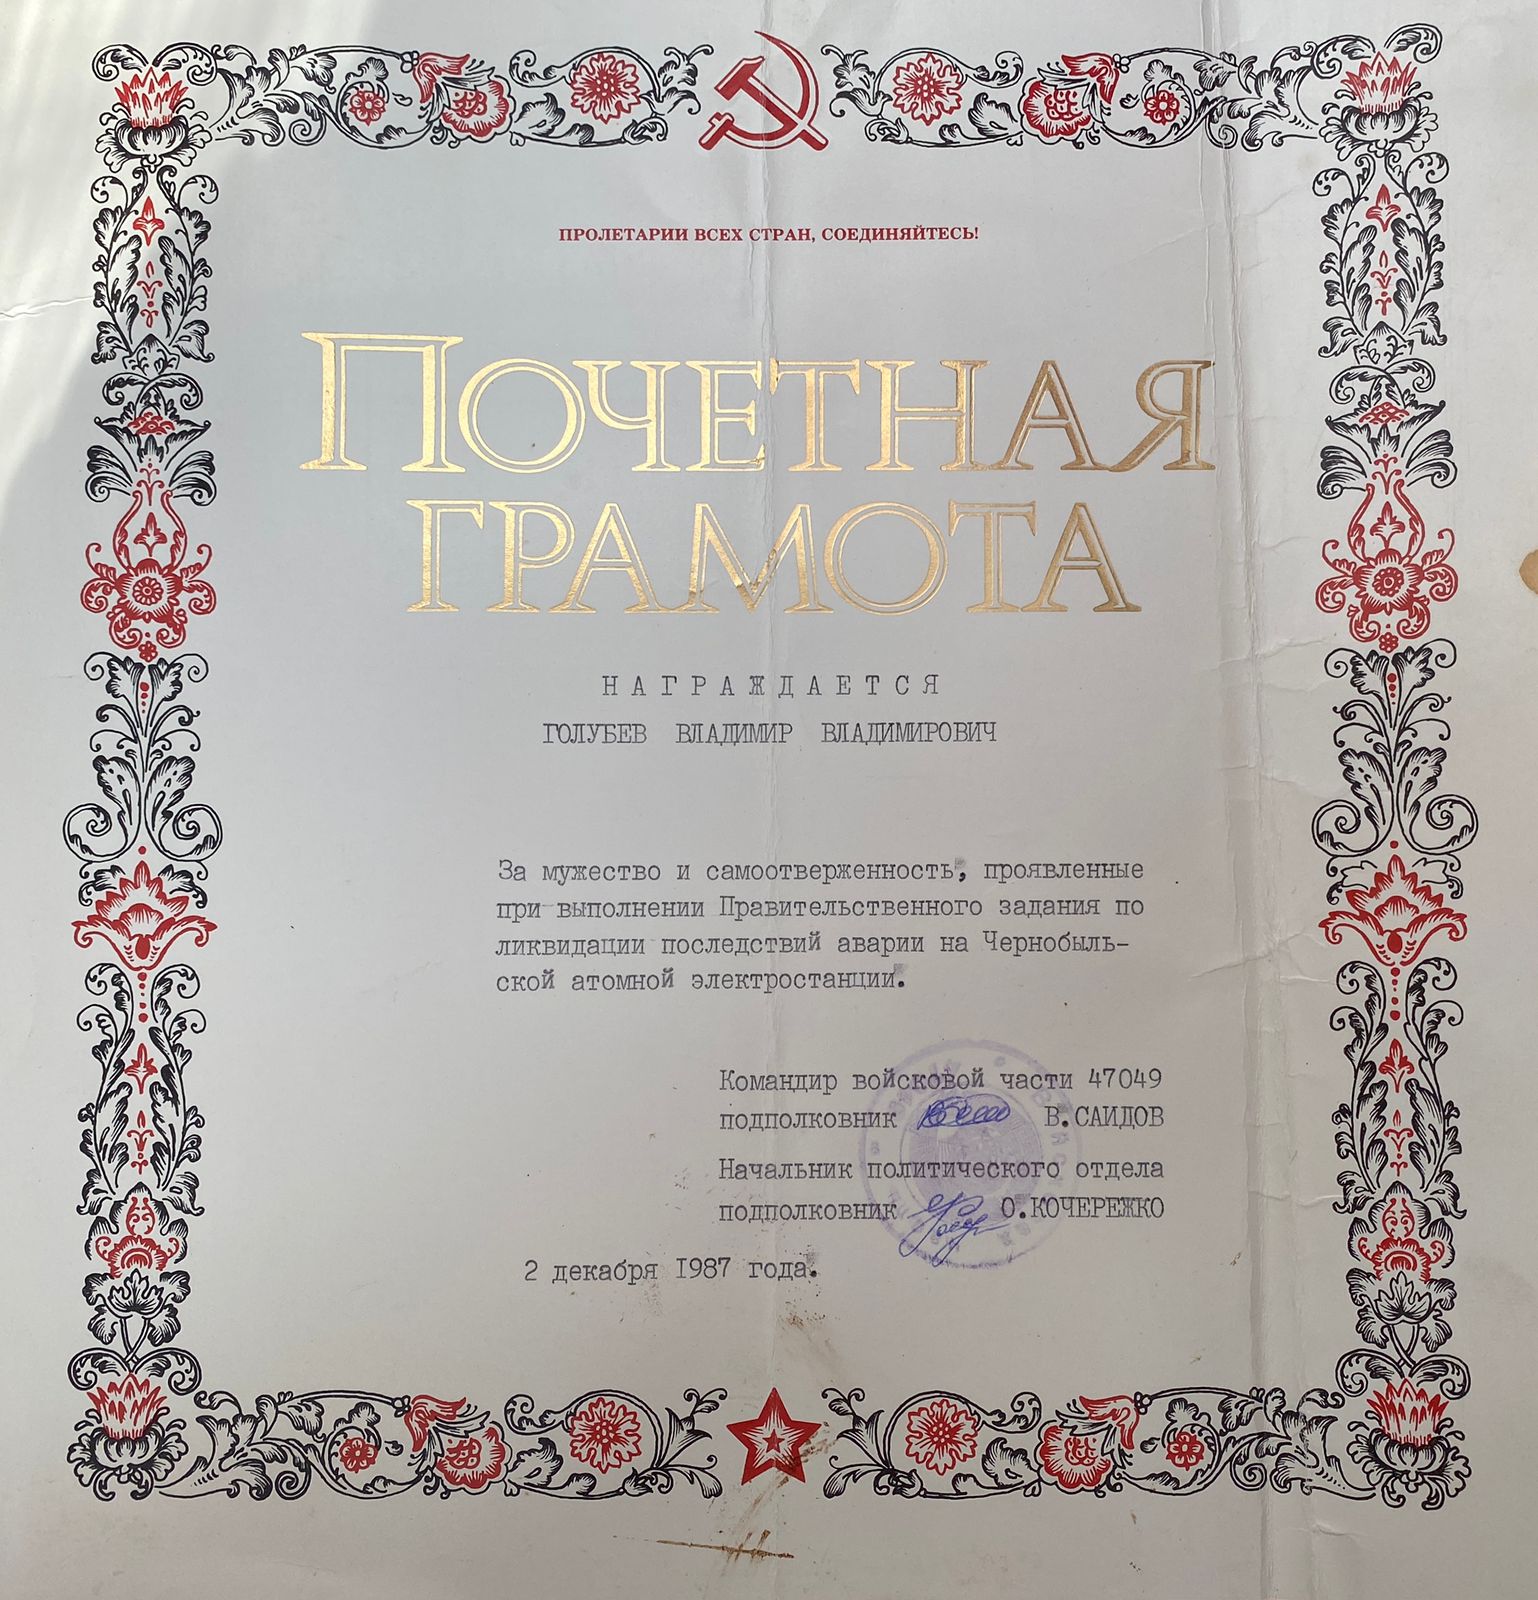 ПРОЛЕТАРИИ ВСЕХ СТРАН, СОЕДИНЯЙТЕСЬ!
ПОЧЕТНАЯ
ГРАМОТА
НАГРАЖДАЕТСЯ
ГОЛУБЕВ ВЛАДИМИР ВЛАДИМИРОВИЧ
За мужество и самоотверженность, проявленные
при выполнении Правительственного задания по
ликвидации последствий аварии на Чернобыль-
ской атомной электростанции.
Командир войсковой части 47049
подполковник В.САИДОВ
Начальник политического отдела
подполковник О.КОЧЕРЕЖКО
2 декабря 1987 года.